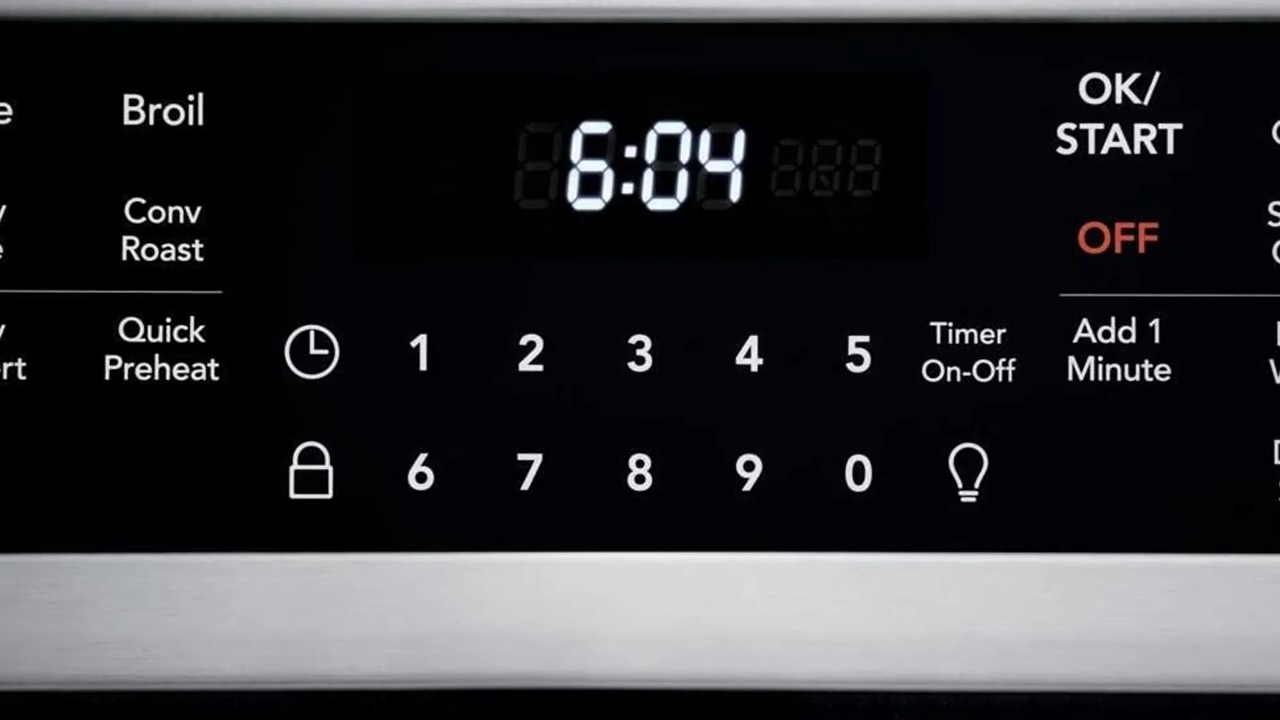 6:04
Broil
Conv
Roast
Quick
Preheat
1 2 3 4 5
6 7 8 9 0
Timer
On-Off
OK/
START
OFF
Add 1
Minute